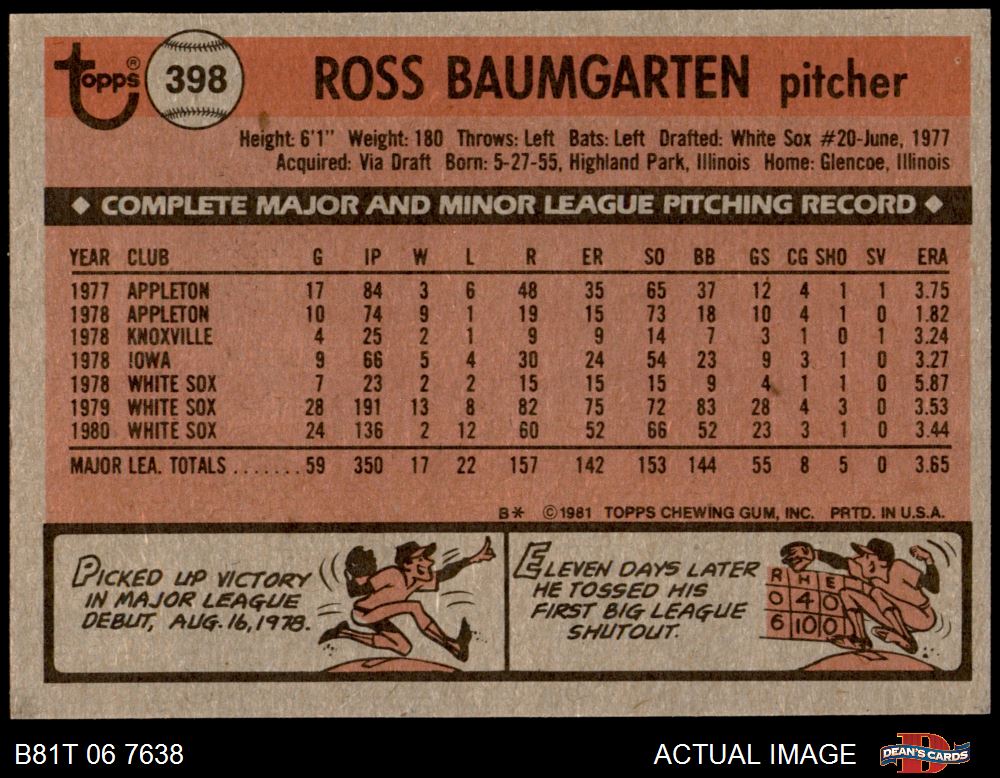 Topps® 398 ROSS BAUMGARTEN pitcher
Height: 6'1" Weight: 180 Throws: Left Bats: Left Drafted: White Sox #20-June, 1977
Acquired: Via Draft Born: 5-27-55, Highland Park, Illinois Home: Glencoe, Illinois
◆ COMPLETE MAJOR AND MINOR LEAGUE PITCHING RECORD ◆
YEAR CLUB G IP W L R ER SO BB GS CG SHO SV ERA
1977 APPLETON 17 84 3 6 48 35 65 37 12 4 1 1 3.75
1978 APPLETON 10 74 9 1 19 15 73 18 10 4 1 0 1.82
1978 KNOXVILLE 4 25 2 1 9 9 14 7 3 1 0 1 3.24
1978 IOWA 9 66 5 4 30 24 54 23 9 3 1 0 3.27
1978 WHITE SOX 7 23 2 2 15 15 15 9 4 1 1 0 5.87
1979 WHITE SOX 28 191 13 8 82 75 72 83 28 4 3 0 3.53
1980 WHITE SOX 24 136 2 12 60 52 66 52 23 3 1 0 3.44
MAJOR LEA. TOTALS.......59 350 17 22 157 142 153 144 55 8 5 0 3.65
B* ©1981 TOPPS CHEWING GUM, INC. PRTD. IN U.S.A.
PICKED UP VICTORY
IN MAJOR LEAGUE
DEBUT, AUG. 16, 1978.
ELEVEN DAYS LATER
HE TOSSED HIS
FIRST BIG LEAGUE
SHUTOUT.
R H E
0 4 0
6 10 0
B81T 06 7638 ACTUAL IMAGE DEAN'S CARDS